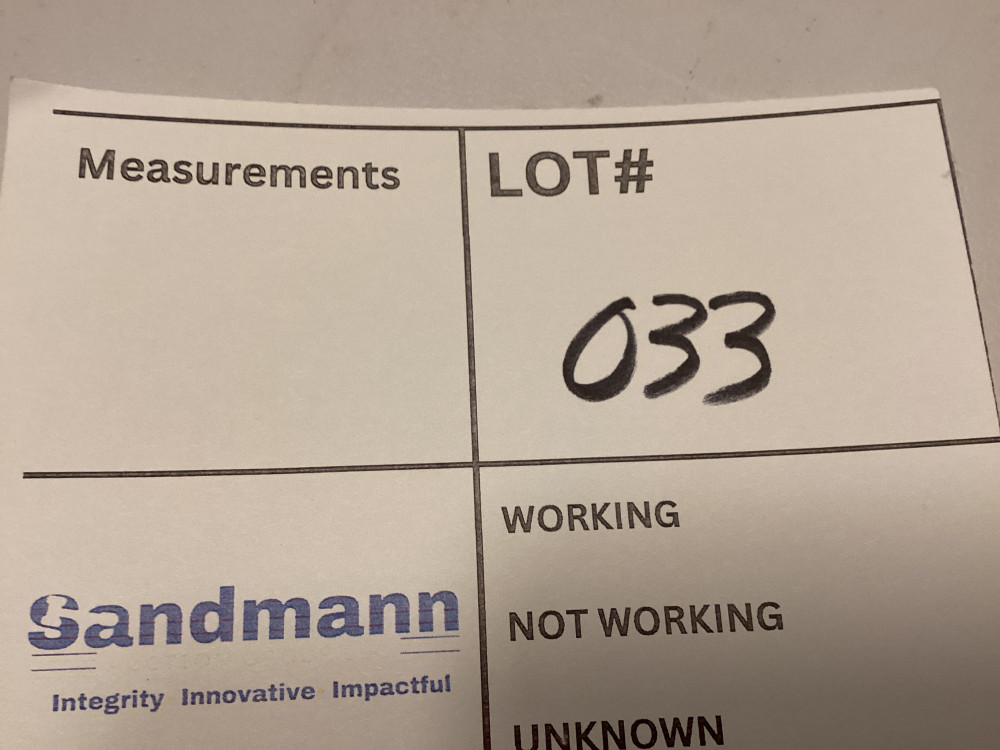 Measurements
LOT#
033
WORKING
NOT WORKING
UNKNOWN
Sandmann
Integrity Innovative Impactful